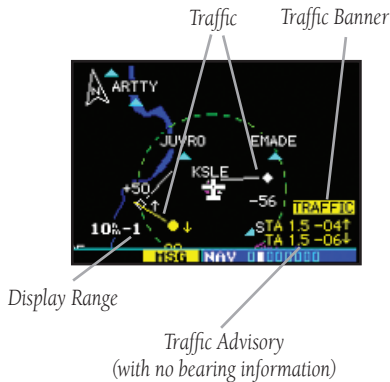 Traffic
Traffic Banner
ARTTY
JUVRO
EMADE
KSLE
+50
-56
TRAFFIC
10
-1
STA 1.5 -04↑
TA 1.5 -06↓
MSG
NAV
Display Range
Traffic Advisory
(with no bearing information)